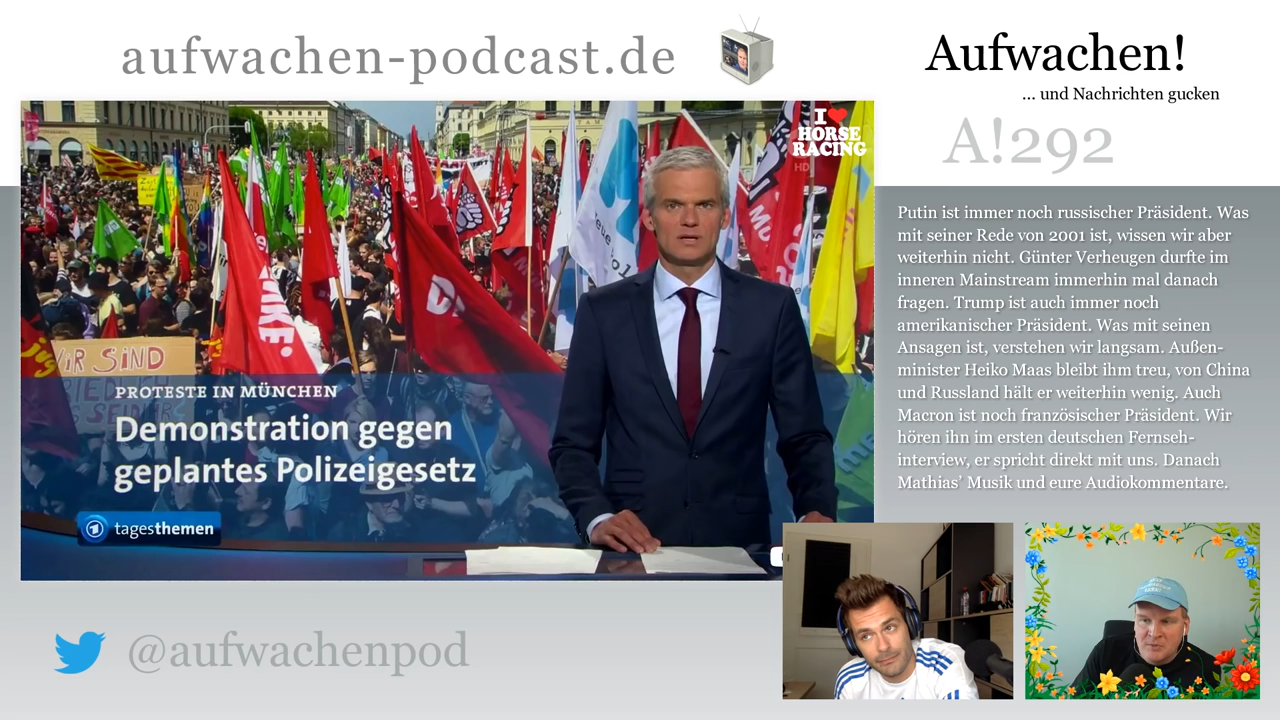 aufwachen-podcast.de
Aufwachen!
... und Nachrichten gucken
A!292
I
HORSE
RACING
HD
WIR SIND
PROTESTE IN MÜNCHEN
Demonstration gegen
geplantes Polizeigesetz
tagesthemen
Putin ist immer noch russischer Präsident. Was
mit seiner Rede von 2001 ist, wissen wir aber
weiterhin nicht. Günter Verheugen durfte im
inneren Mainstream immerhin mal danach
fragen. Trump ist auch immer noch
amerikanischer Präsident. Was mit seinen
Ansagen ist, verstehen wir langsam. Außen-
minister Heiko Maas bleibt ihm treu, von China
und Russland hält er weiterhin wenig. Auch
Macron ist noch französischer Präsident. Wir
hören ihn im ersten deutschen Fernseh-
interview, er spricht direkt mit uns. Danach
Mathias' Musik und eure Audiokommentare.
@aufwachenpod